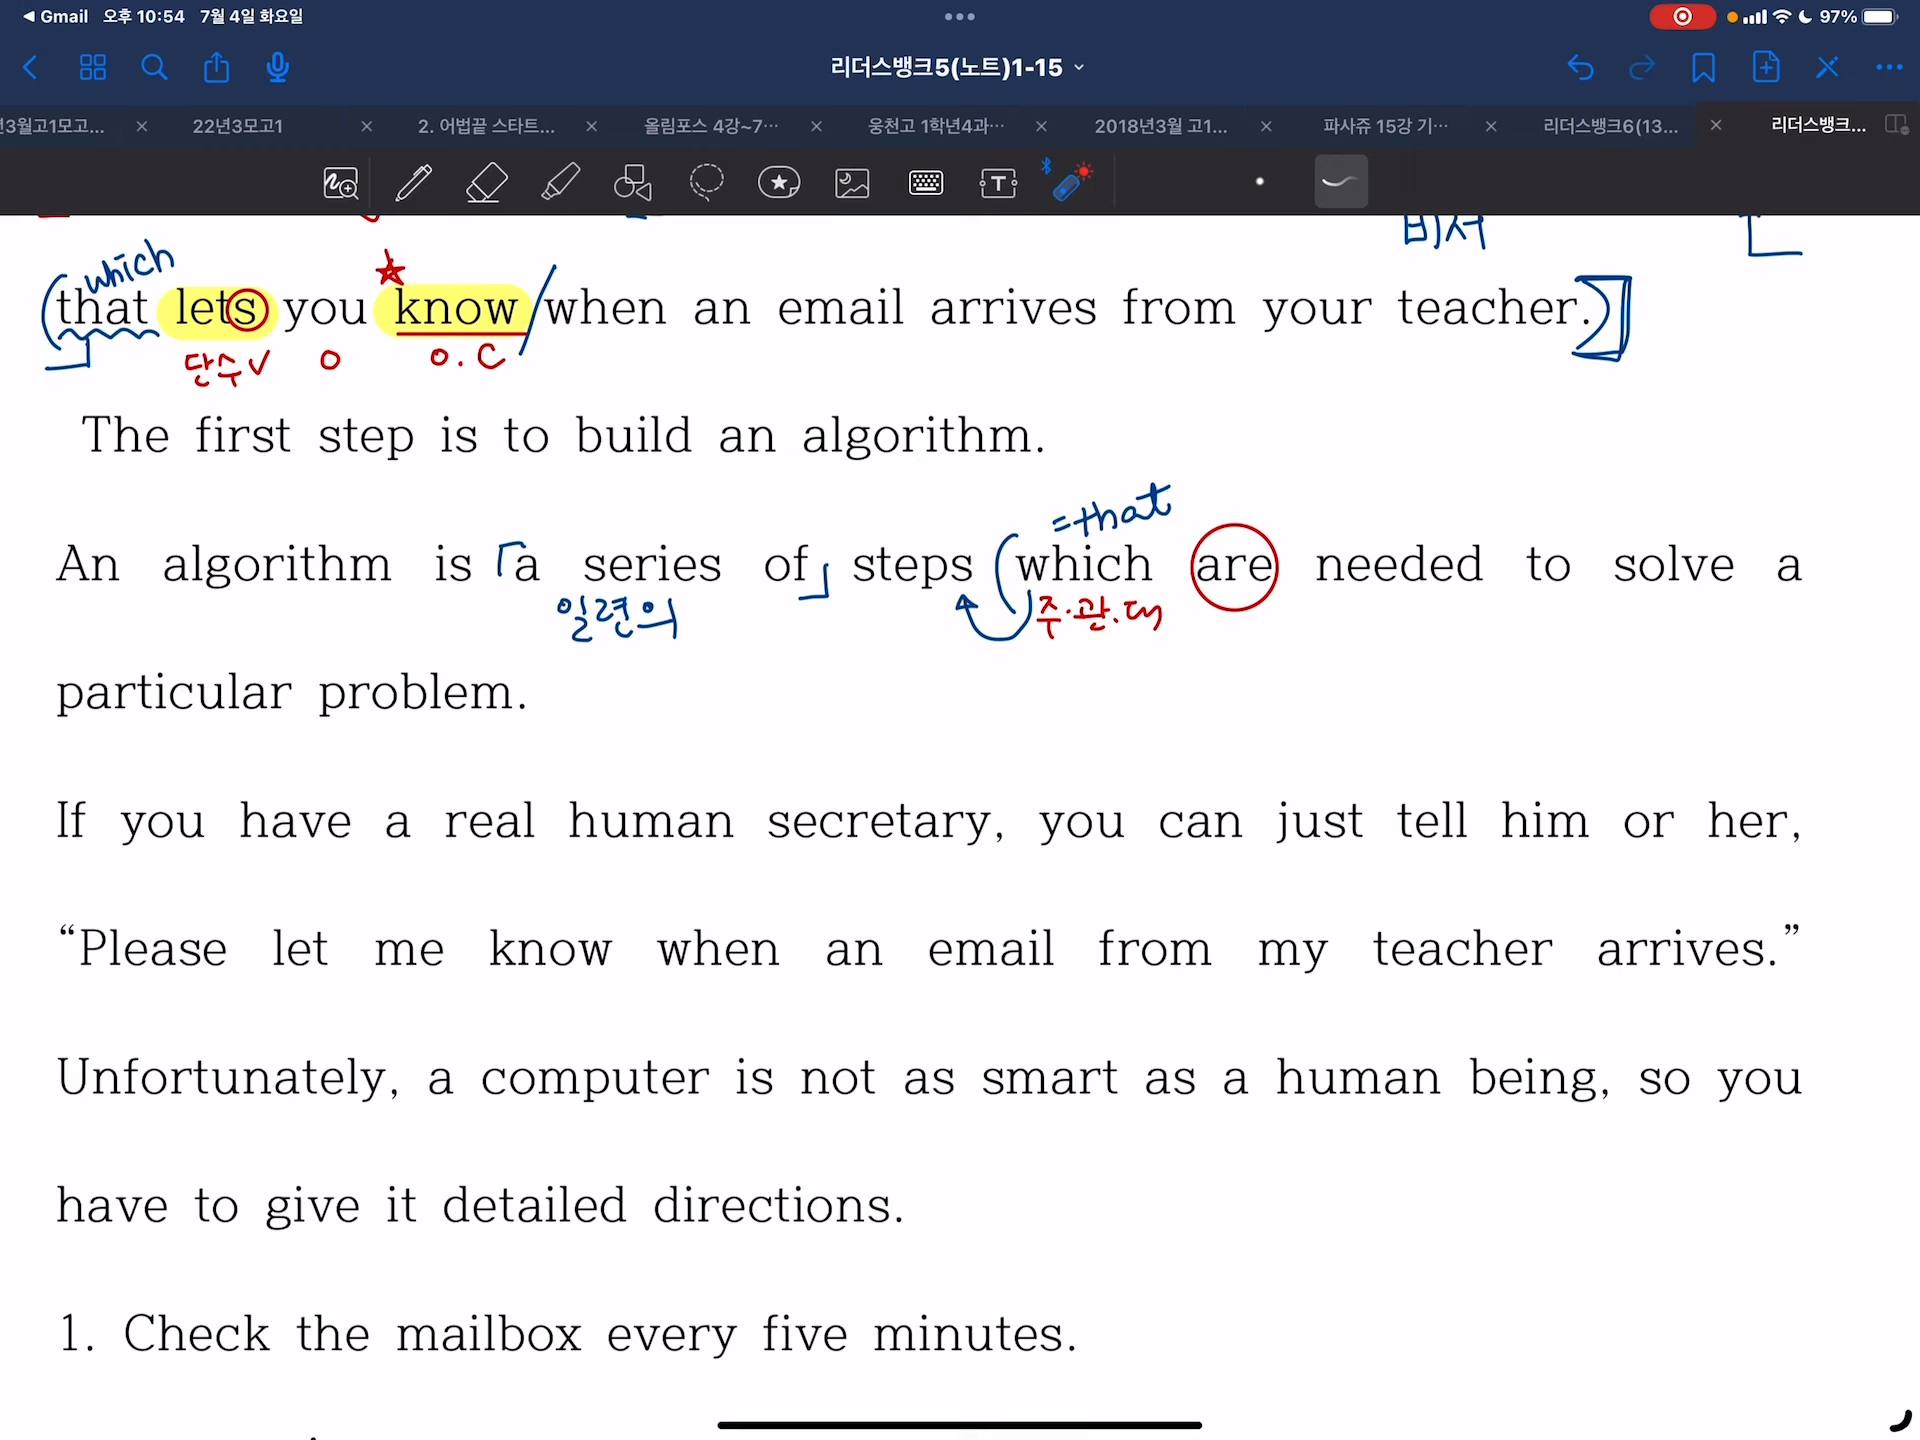 ◀ Gmail 오후 10:54 7월 4일 화요일 97%
리더스뱅크5(노트)1-15
년3월고1모고... 22년3모고1 2. 어법끝 스타트... 올림포스 4강~7... 웅천고 1학년4과... 2018년3월 고1... 파사쥬 15강 기... 리더스뱅크6(13... 리더스뱅크...
비서
which
that lets you know when an email arrives from your teacher.
단수V O O.C
The first step is to build an algorithm.
=that
An algorithm is a series of steps which are needed to solve a
일련의 주.관.대
particular problem.
If you have a real human secretary, you can just tell him or her,
“Please let me know when an email from my teacher arrives.”
Unfortunately, a computer is not as smart as a human being, so you
have to give it detailed directions.
1. Check the mailbox every five minutes.